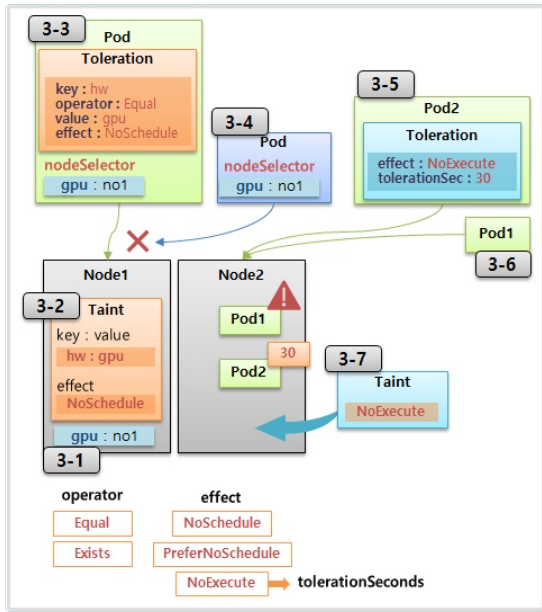 3-3
Pod
Toleration
key : hw
operator : Equal
value : gpu
effect : NoSchedule
nodeSelector
gpu : no1
3-4
Pod
nodeSelector
gpu : no1
3-5
Pod2
Toleration
effect : NoExecute
tolerationSec : 30
Pod1
3-6
Node1
3-2
Taint
key : value
hw : gpu
effect
NoSchedule
gpu : no1
3-1
Node2
Pod1
30
Pod2
3-7
Taint
NoExecute
operator
Equal
Exists
effect
NoSchedule
PreferNoSchedule
NoExecute
tolerationSeconds